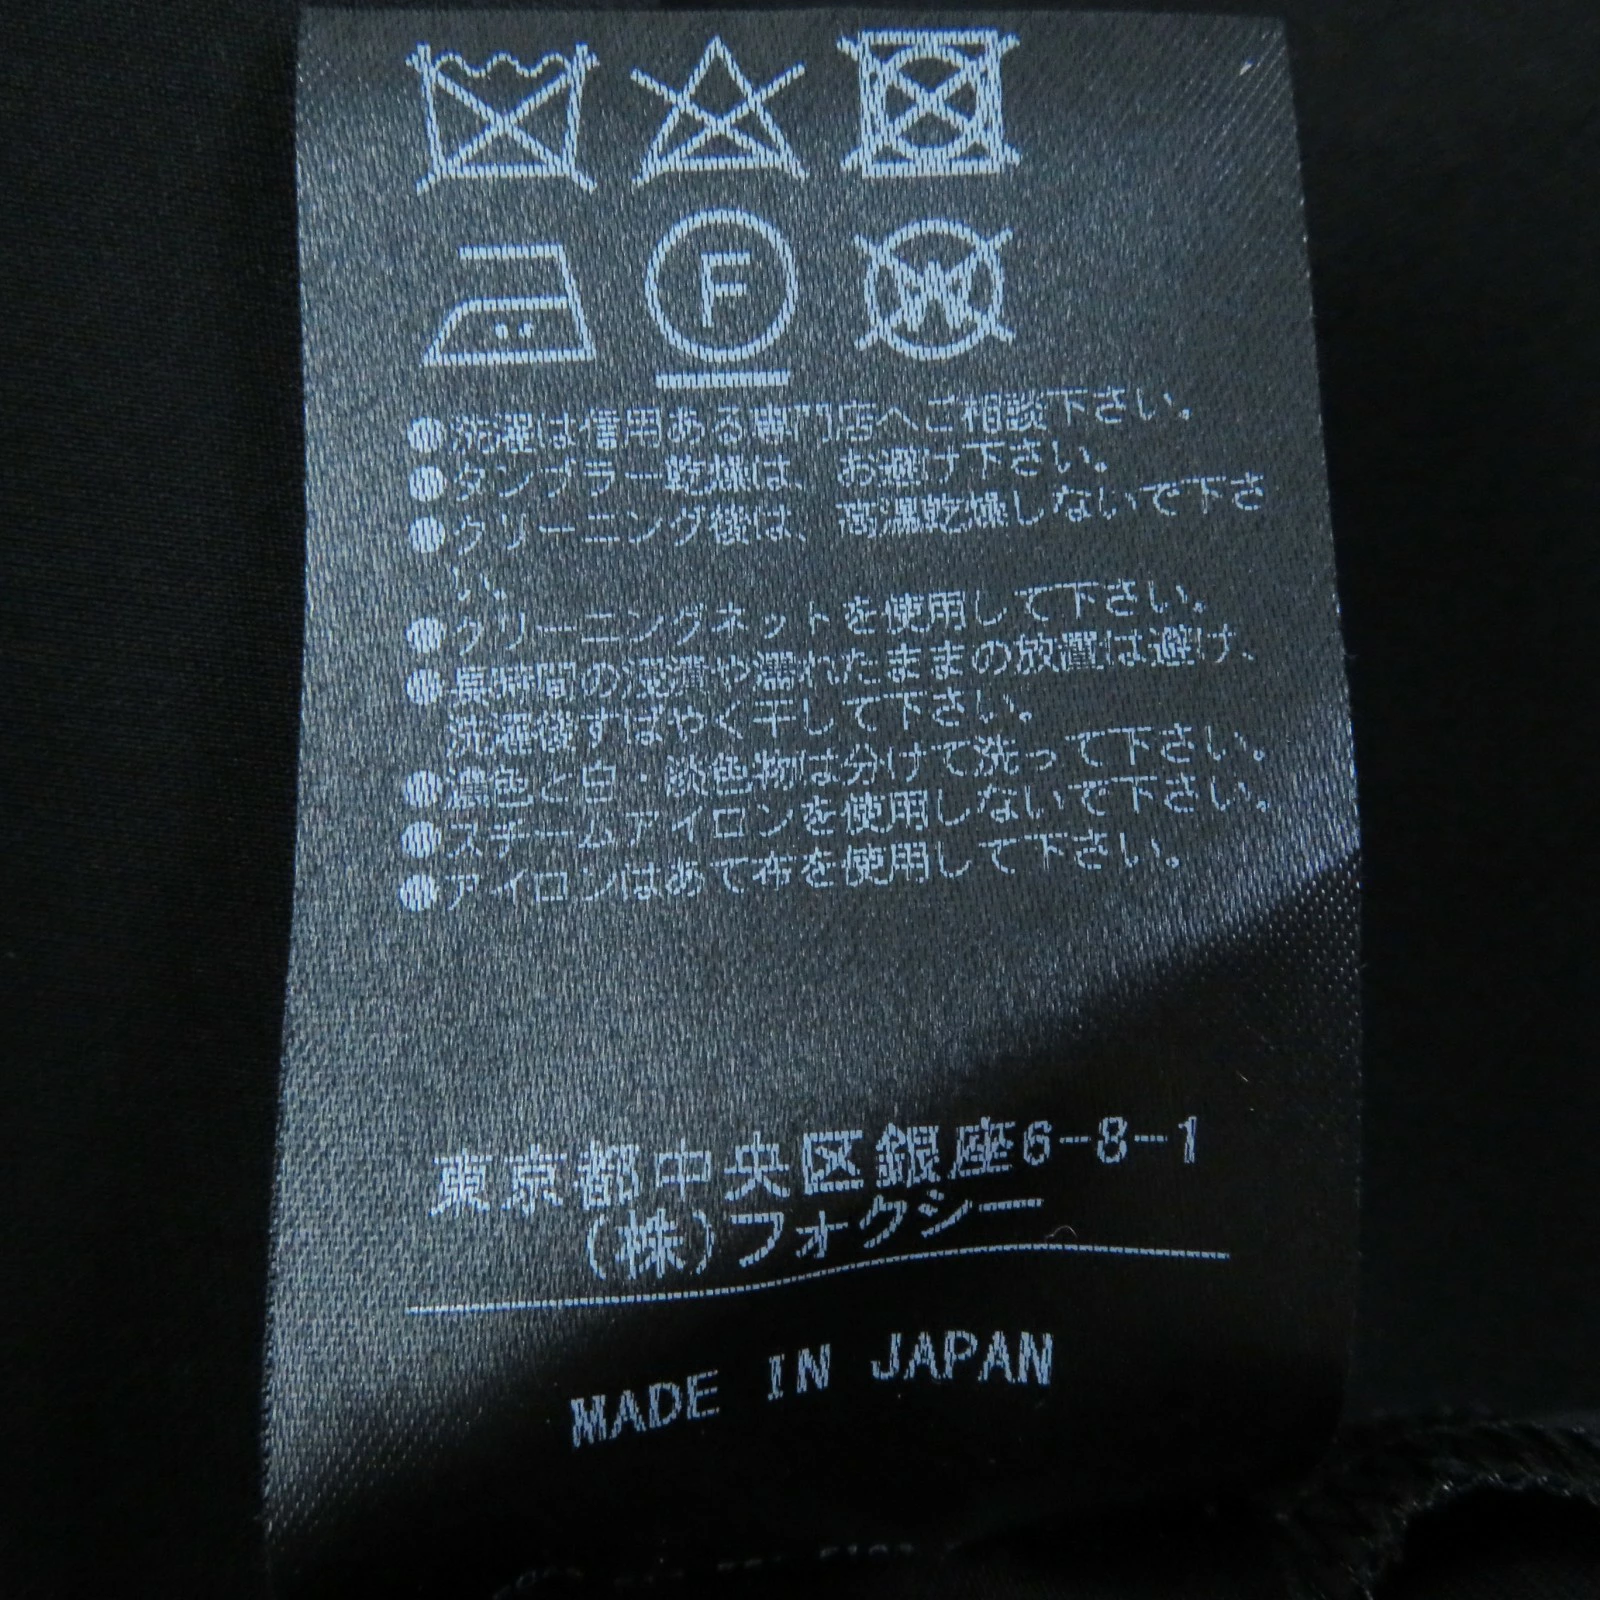 F
W
●洗濯は信用ある専門店へご相談下さい。
●タンブラー乾燥は、お避け下さい。
●クリーニング後は、高温乾燥しないで下さ
い。
●クリーニングネットを使用して下さい。
●長時間の浸漬や濡れたままの放置は避け、
洗濯後すばやく干して下さい。
●濃色と白・淡色物は分けて洗って下さい。
●スチームアイロンを使用しないで下さい。
●アイロンはあて布を使用して下さい。
東京都中央区銀座6-8-1
(株)フォクシー
MADE IN JAPAN